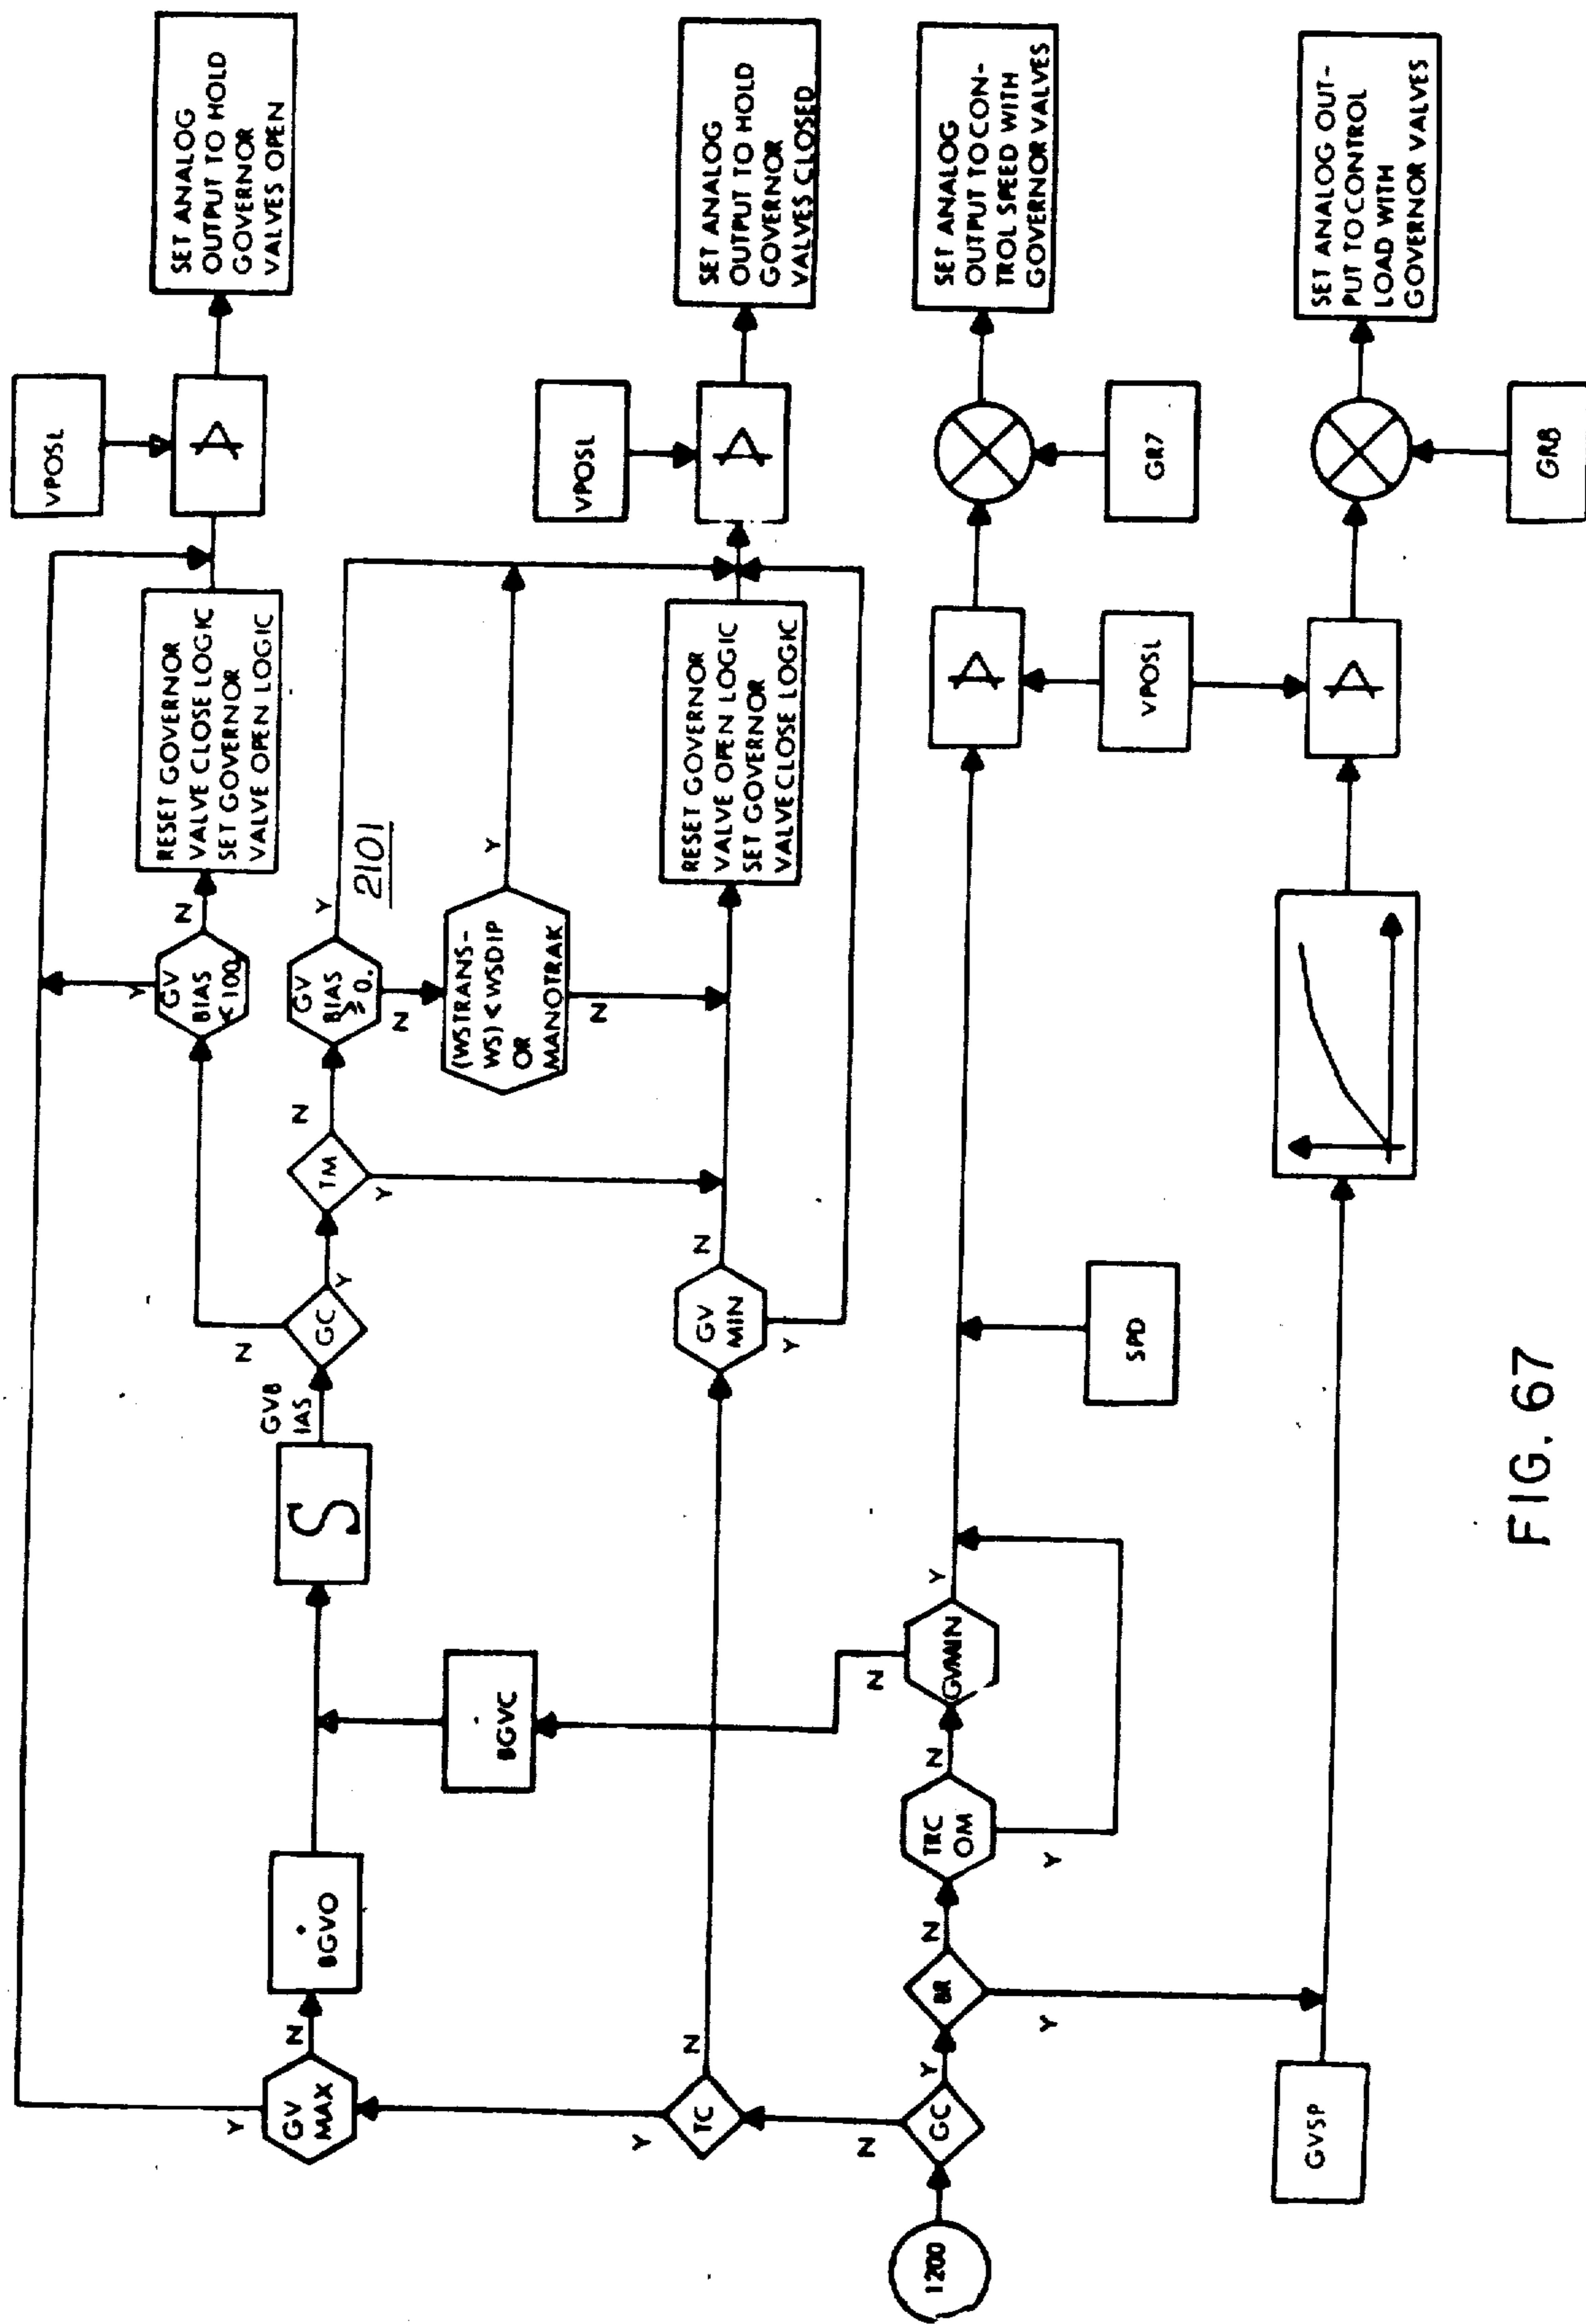 VPOSL
SET ANALOG
OUTPUT TO HOLD
GOVERNOR
VALVES OPEN
RESET GOVERNOR
VALVE CLOSE LOGIC
SET GOVERNOR
VALVE OPEN LOGIC
Y
N
GV
BIAS
<100
GV
MAX
Y
N
BGVO
S
GVB
IAS
GC
N
Y
TM
N
Y
GV
BIAS
≥0.
Y
N
2101
(WSTRANS-
WS)<WSDIP
OR
MANOTRAK
Y
N
VPOSL
SET ANALOG
OUTPUT TO HOLD
GOVERNOR
VALVES CLOSED
BGVC
TC
Y
N
GV
MIN
N
Y
RESET GOVERNOR
VALVE OPEN LOGIC
SET GOVERNOR
VALVE CLOSE LOGIC
1200
GC
N
Y
BR
N
Y
TRC
OM
N
Y
GVMIN
N
Y
SPD
VPOSL
GR7
SET ANALOG
OUTPUT TO CON-
TROL SPEED WITH
GOVERNOR VALVES
GVSP
GR8
SET ANALOG OUT-
PUT TO CONTROL
LOAD WITH
GOVERNOR VALVES
FIG. 67